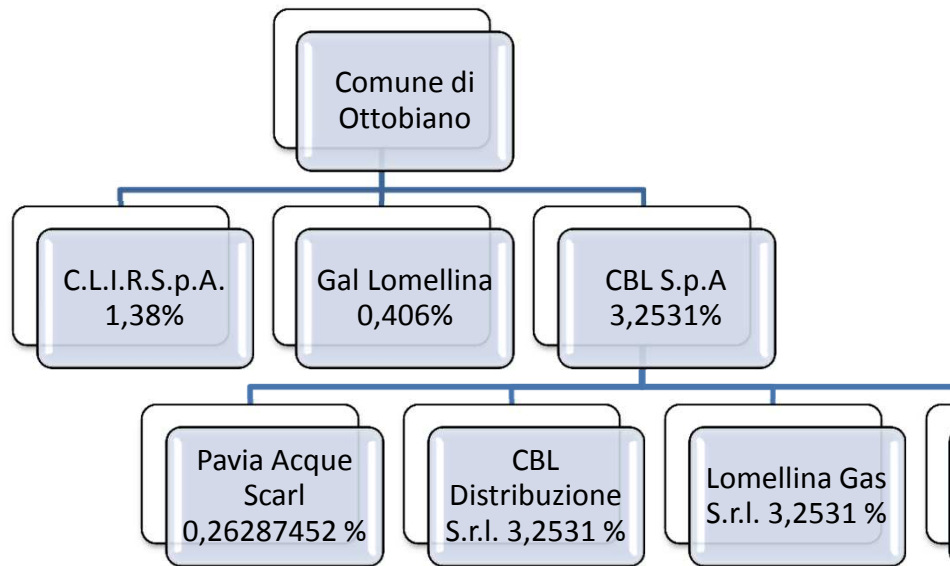 Comune di
Ottobiano
C.L.I.R.S.p.A.
1,38%
Gal Lomellina
0,406%
CBL S.p.A
3,2531%
Pavia Acque
Scarl
0,26287452 %
CBL
Distribuzione
S.r.l. 3,2531 %
Lomellina Gas
S.r.l. 3,2531 %